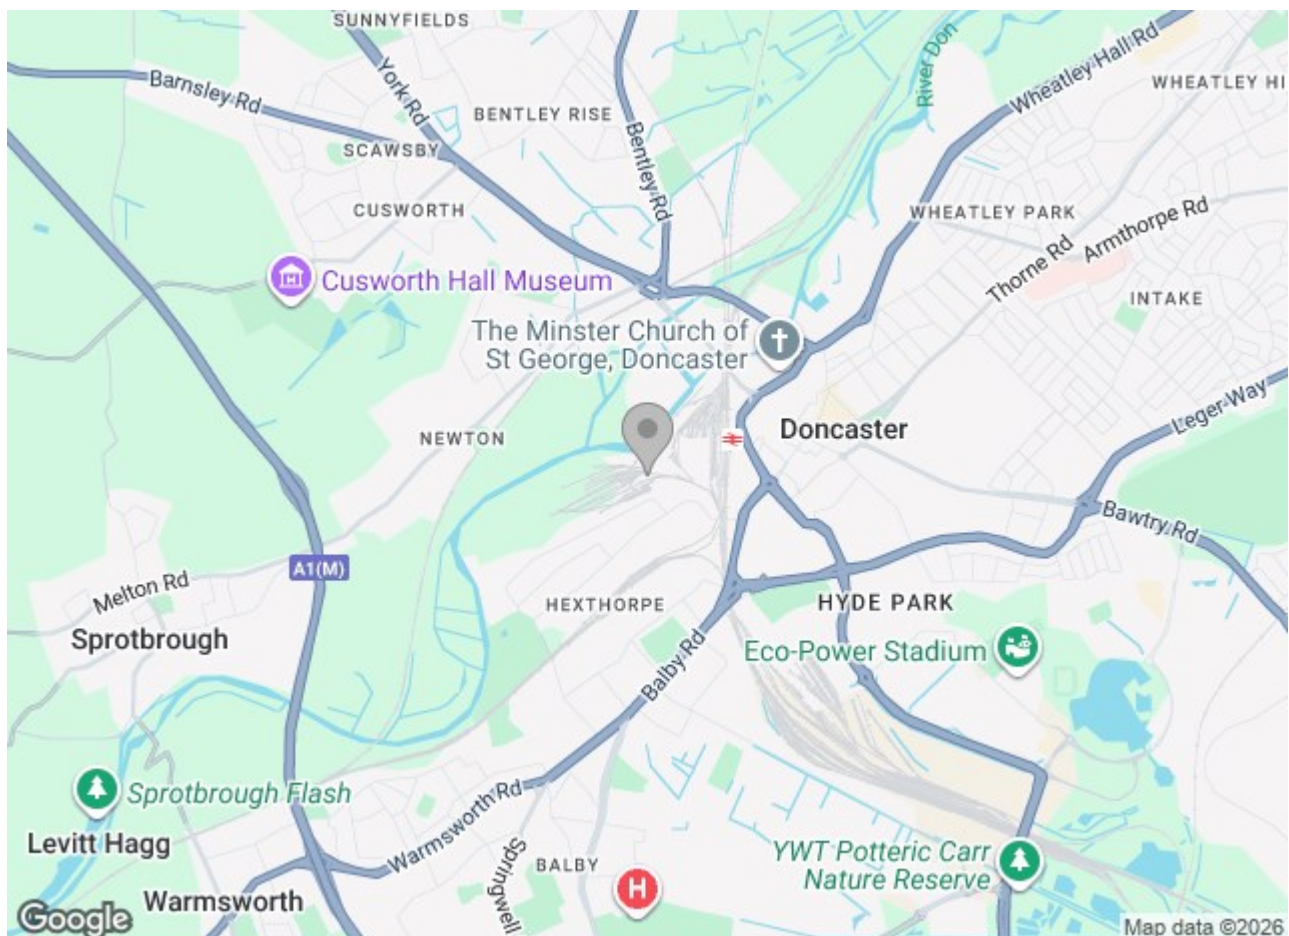 SUNNYFIELDS
River Don
Wheatley Hall Rd
Barnsley Rd
York Rd
WHEATLEY HI
BENTLEY RISE
Bentley Rd
SCAWSBY
CUSWORTH
WHEATLEY PARK
Armthorpe Rd
Thorne Rd
Cusworth Hall Museum
INTAKE
The Minster Church of
St George, Doncaster
Leger Way
NEWTON
Doncaster
Bawtry Rd
A1(M)
Melton Rd
HEXTHORPE
HYDE PARK
Sprotbrough
Balby Rd
Eco-Power Stadium
Sprotbrough Flash
Warmsworth Rd
Levitt Hagg
Springwell
BALBY
YWT Potteric Carr
Nature Reserve
H
Warmsworth
Google
Map data ©2026